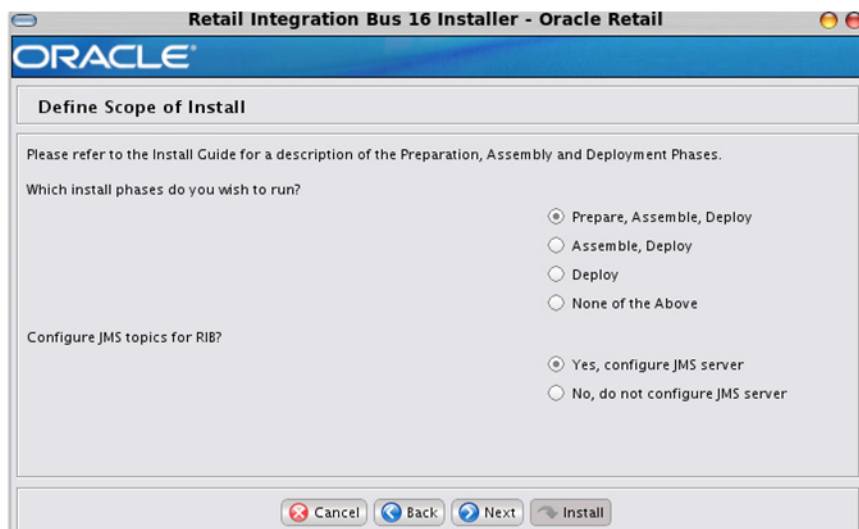 Retail Integration Bus 16 Installer - Oracle Retail
ORACLE®
Define Scope of Install
Please refer to the Install Guide for a description of the Preparation, Assembly and Deployment Phases.
Which install phases do you wish to run?
Prepare, Assemble, Deploy
Assemble, Deploy
Deploy
None of the Above
Configure JMS topics for RIB?
Yes, configure JMS server
No, do not configure JMS server
Cancel Back Next Install